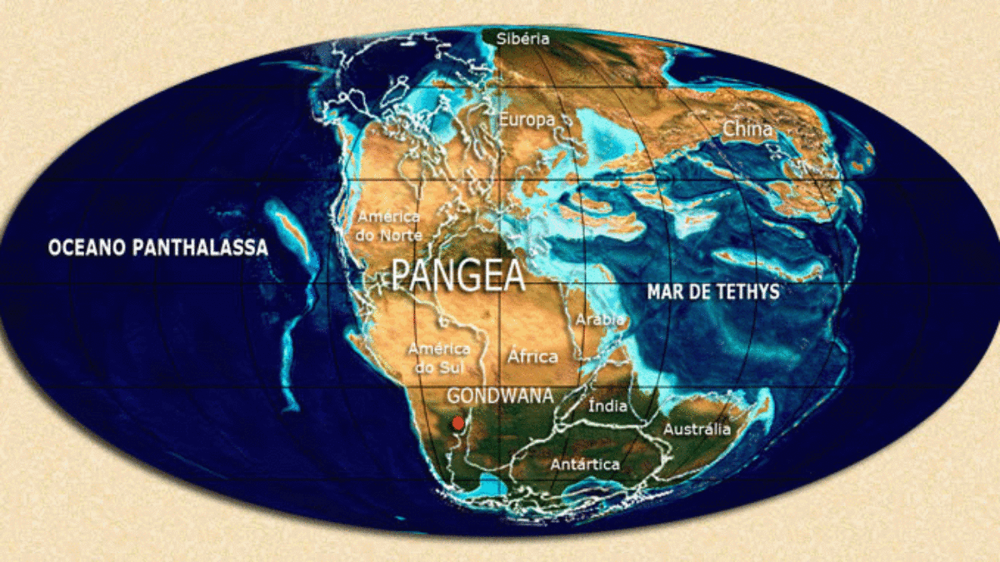 Sibéria
Europa
China
América
do Norte
OCEANO PANTHALASSA
PANGEA
MAR DE TETHYS
Arábia
América
do Sul
África
GONDWANA
Índia
Austrália
Antártica